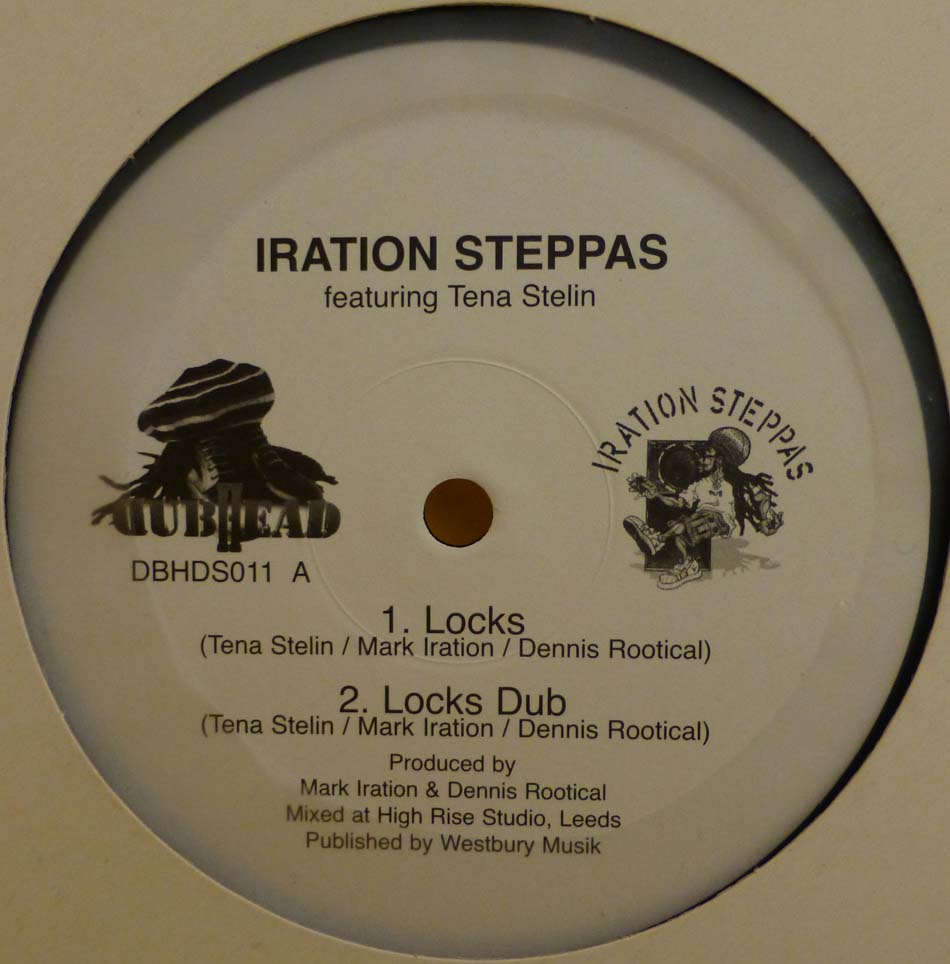 IRATION STEPPAS
featuring Tena Stelin
DUBHEAD
IRATION STEPPAS
DBHDS011 A
1. Locks
(Tena Stelin / Mark Iration / Dennis Rootical)
2. Locks Dub
(Tena Stelin / Mark Iration / Dennis Rootical)
Produced by
Mark Iration & Dennis Rootical
Mixed at High Rise Studio, Leeds
Published by Westbury Musik